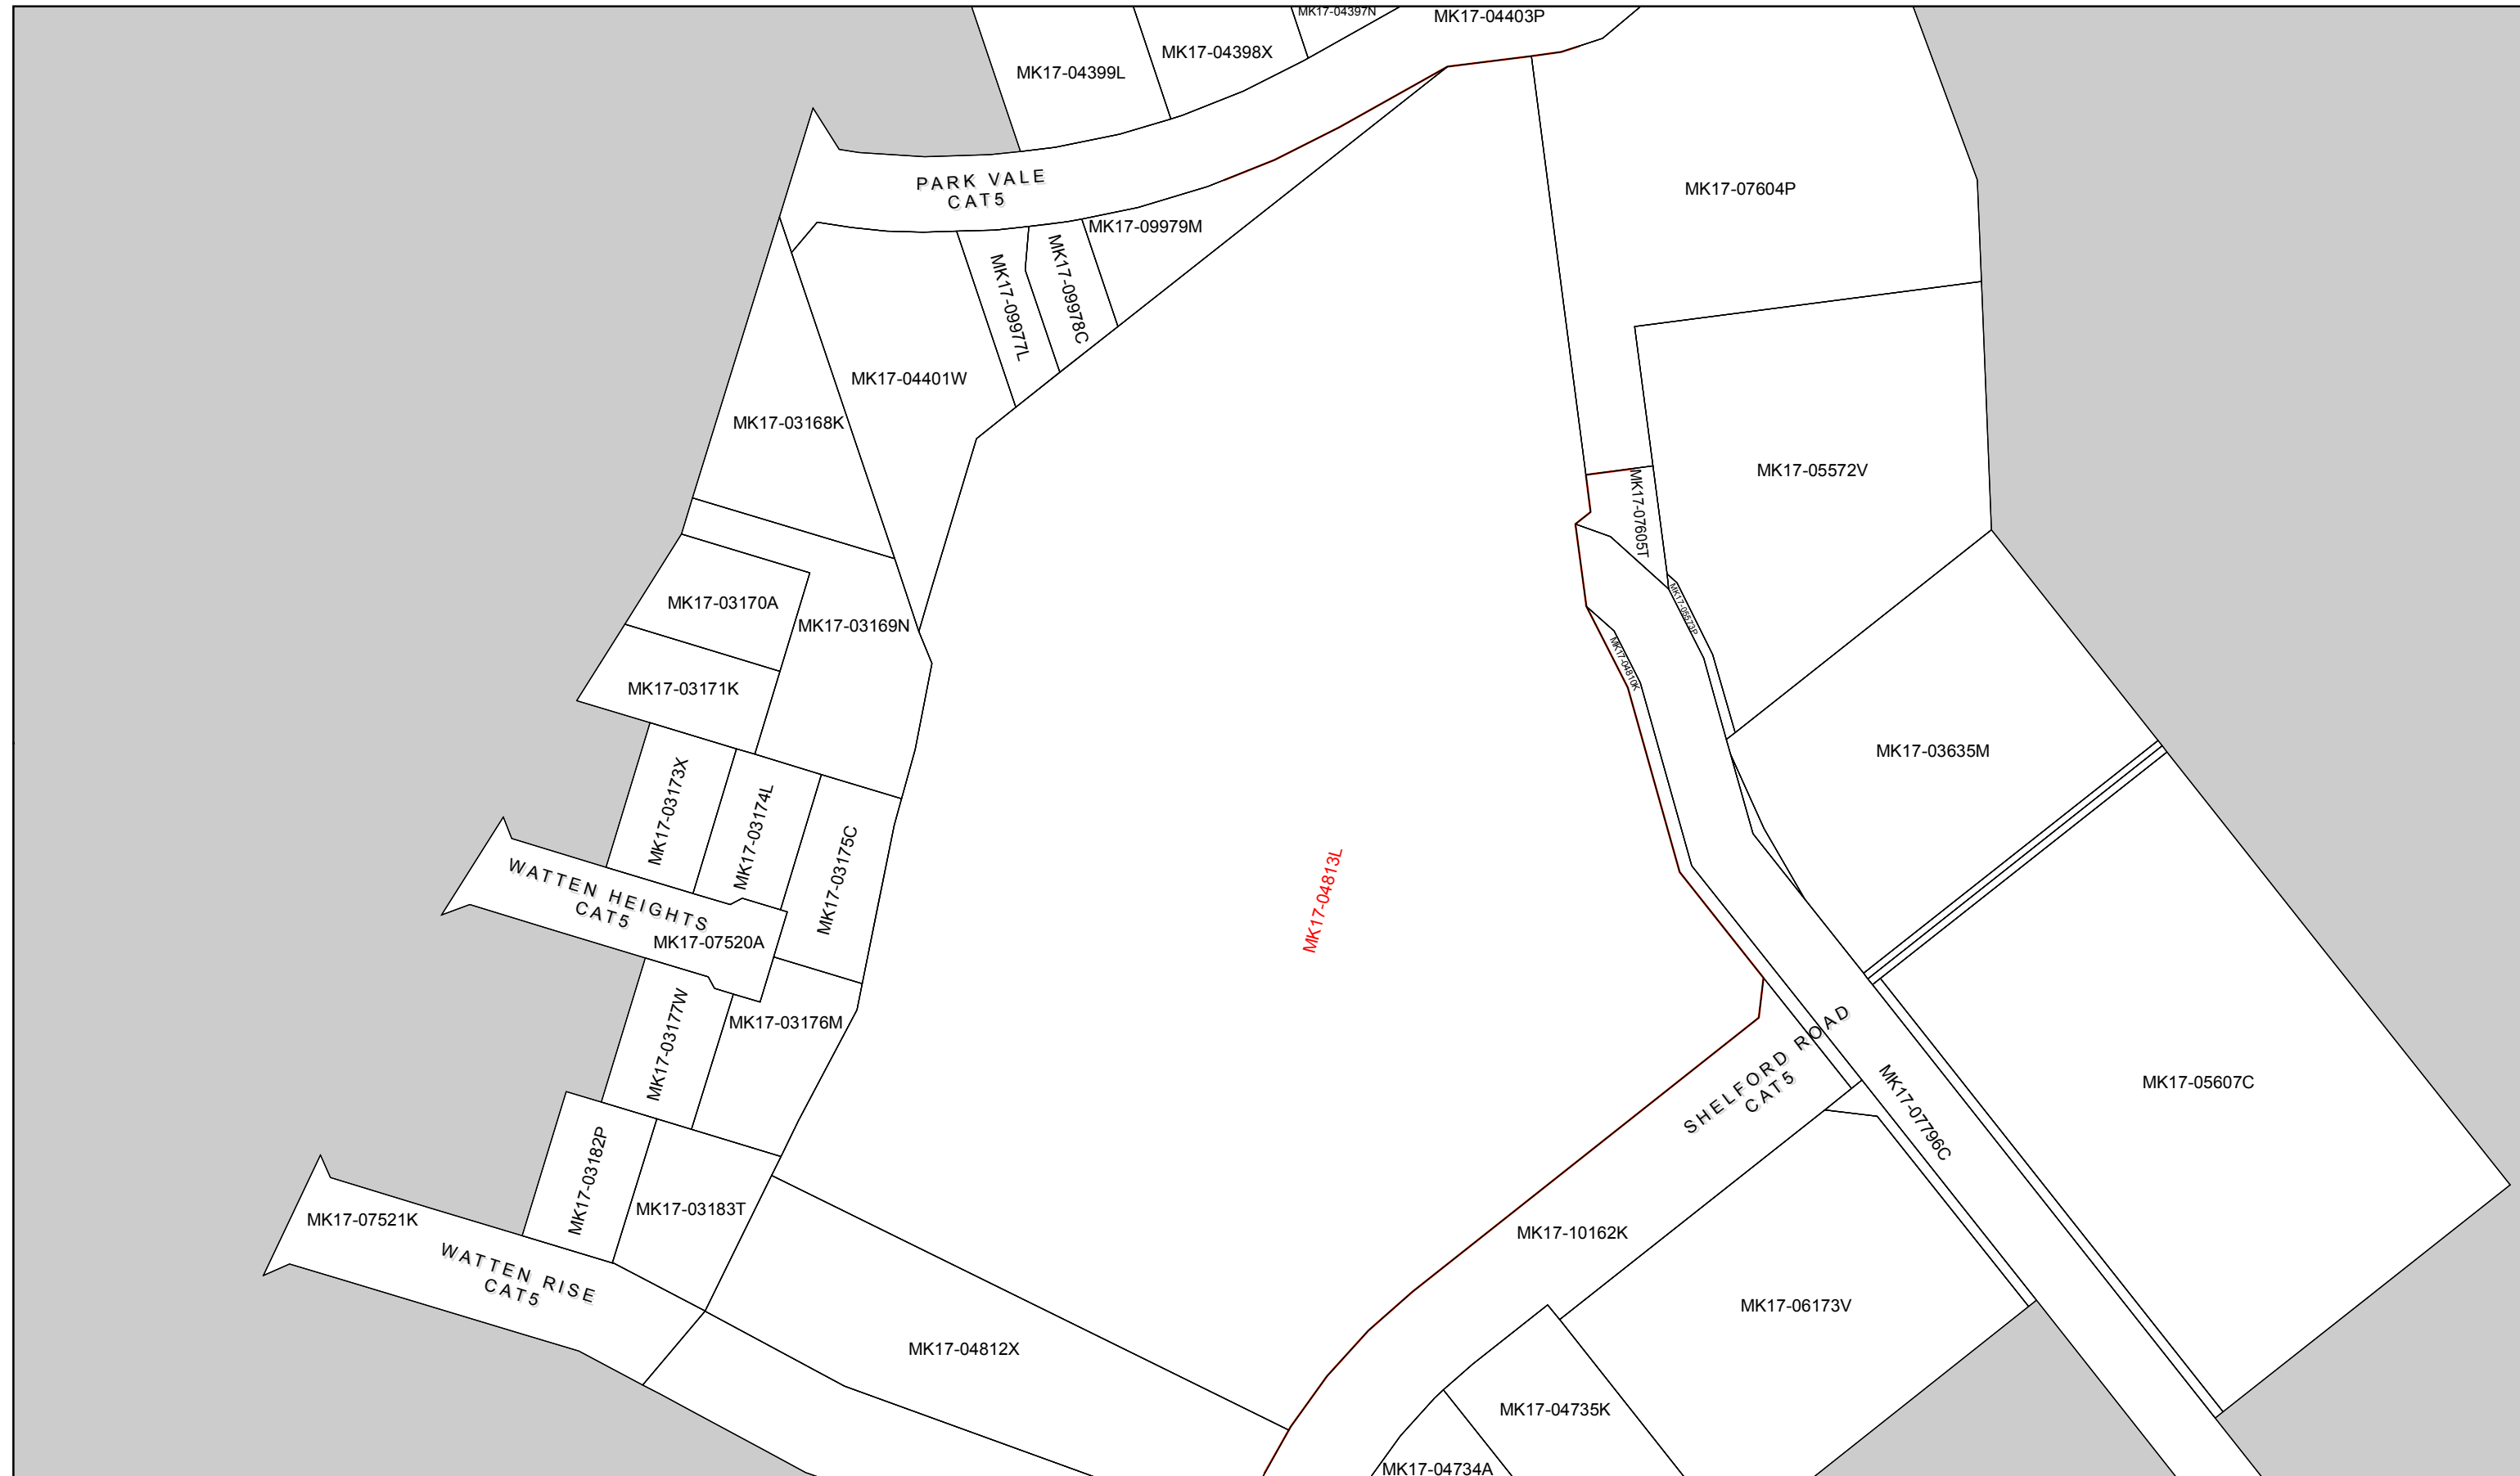 MK17-04397N
MK17-04403P
MK17-04398X
MK17-04399L
PARK VALE
CAT5
MK17-07604P
MK17-09979M
MK17-09978C
MK17-09977L
MK17-04401W
MK17-03168K
MK17-05572V
MK17-07605T
MK17-03170A
MK17-05573P
MK17-03169N
MK17-04810K
MK17-03171K
MK17-03635M
MK17-03173X
MK17-03174L
MK17-03175C
MK17-04813L
WATTEN HEIGHTS
CAT5
MK17-07520A
MK17-03177W
MK17-03176M
SHELFORD ROAD
CAT5
MK17-07796C
MK17-05607C
MK17-03182P
MK17-03183T
MK17-07521K
MK17-10162K
WATTEN RISE
CAT5
MK17-06173V
MK17-04812X
MK17-04735K
MK17-04734A